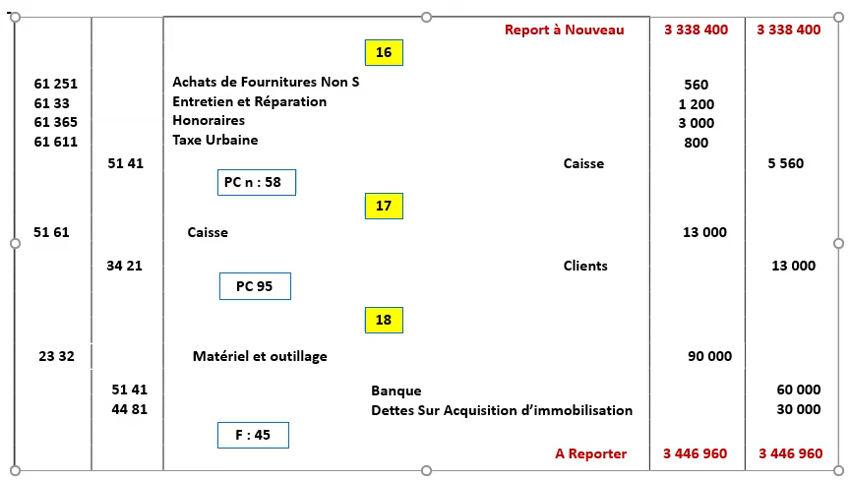 Report à Nouveau 3 338 400 3 338 400
16
61 251 Achats de Fournitures Non S 560
61 33 Entretien et Réparation 1 200
61 365 Honoraires 3 000
61 611 Taxe Urbaine 800
51 41 Caisse 5 560
PC n : 58
17
51 61 Caisse 13 000
34 21 Clients 13 000
PC 95
18
23 32 Matériel et outillage 90 000
51 41 Banque 60 000
44 81 Dettes Sur Acquisition d’immobilisation 30 000
F : 45
A Reporter 3 446 960 3 446 960